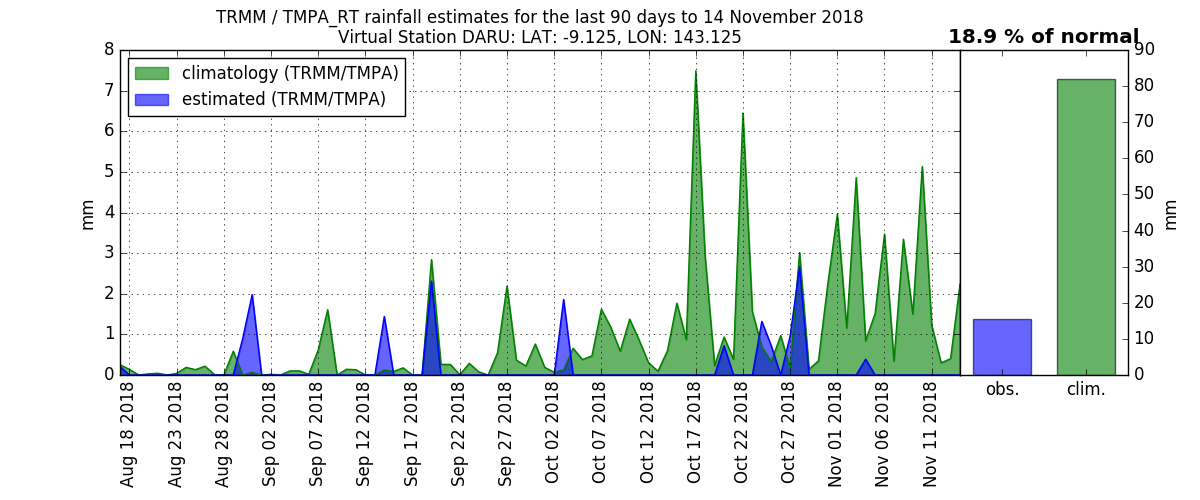 TRMM / TMPA_RT rainfall estimates for the last 90 days to 14 November 2018
Virtual Station DARU: LAT: -9.125, LON: 143.125
18.9 % of normal
climatology (TRMM/TMPA)
estimated (TRMM/TMPA)
mm
8
7
6
5
4
3
2
1
0
Aug 18 2018
Aug 23 2018
Aug 28 2018
Sep 02 2018
Sep 07 2018
Sep 12 2018
Sep 17 2018
Sep 22 2018
Sep 27 2018
Oct 02 2018
Oct 07 2018
Oct 12 2018
Oct 17 2018
Oct 22 2018
Oct 27 2018
Nov 01 2018
Nov 06 2018
Nov 11 2018
obs.
clim.
90
80
70
60
50
40
30
20
10
0
mm